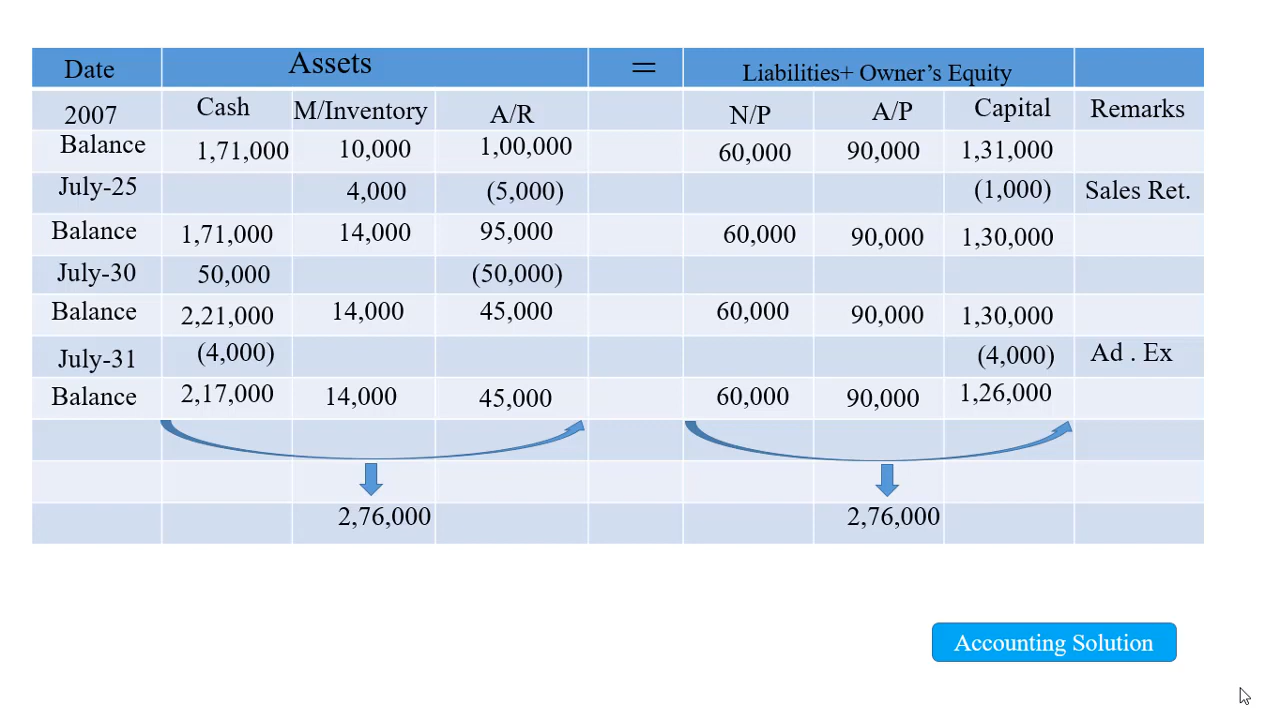 Date Assets = Liabilities+ Owner’s Equity
2007 Cash M/Inventory A/R N/P A/P Capital Remarks
Balance 1,71,000 10,000 1,00,000 60,000 90,000 1,31,000
July-25 4,000 (5,000) (1,000) Sales Ret.
Balance 1,71,000 14,000 95,000 60,000 90,000 1,30,000
July-30 50,000 (50,000)
Balance 2,21,000 14,000 45,000 60,000 90,000 1,30,000
July-31 (4,000) (4,000) Ad . Ex
Balance 2,17,000 14,000 45,000 60,000 90,000 1,26,000
2,76,000 2,76,000
Accounting Solution